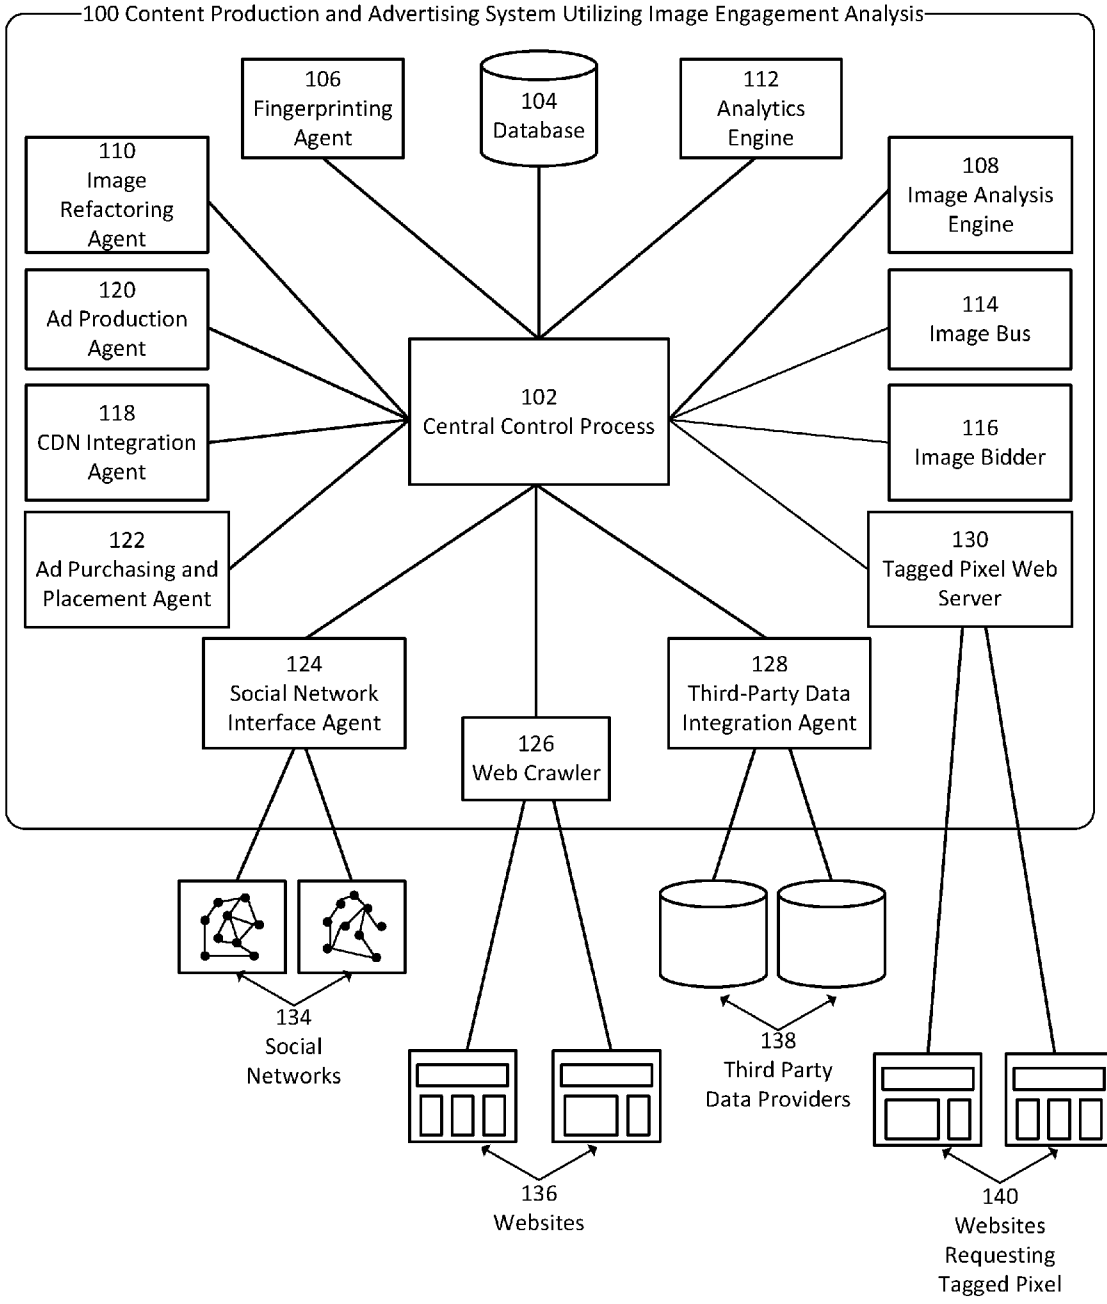 100 Content Production and Advertising System Utilizing Image Engagement Analysis
106
Fingerprinting
Agent
104
Database
112
Analytics
Engine
110
Image
Refactoring
Agent
108
Image Analysis
Engine
120
Ad Production
Agent
114
Image Bus
102
Central Control Process
118
CDN Integration
Agent
116
Image Bidder
122
Ad Purchasing and
Placement Agent
130
Tagged Pixel Web
Server
124
Social Network
Interface Agent
128
Third-Party Data
Integration Agent
126
Web Crawler
134
Social
Networks
138
Third Party
Data Providers
136
Websites
140
Websites
Requesting
Tagged Pixel